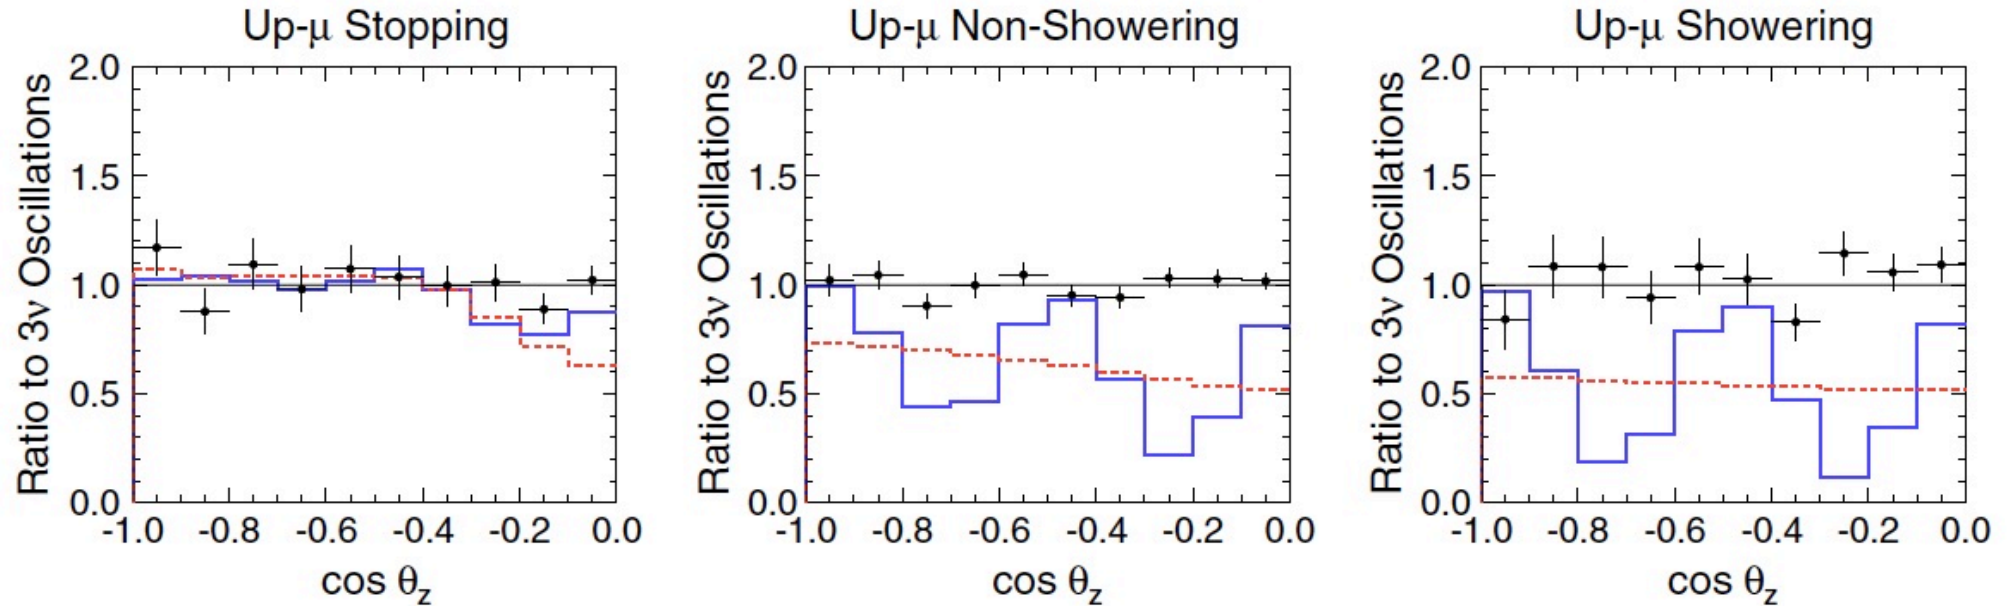 Up-μ Stopping
Ratio to 3ν Oscillations
2.0
1.5
1.0
0.5
0.0
-1.0 -0.8 -0.6 -0.4 -0.2 0.0
cos θz
Up-μ Non-Showering
Ratio to 3ν Oscillations
2.0
1.5
1.0
0.5
0.0
-1.0 -0.8 -0.6 -0.4 -0.2 0.0
cos θz
Up-μ Showering
Ratio to 3ν Oscillations
2.0
1.5
1.0
0.5
0.0
-1.0 -0.8 -0.6 -0.4 -0.2 0.0
cos θz